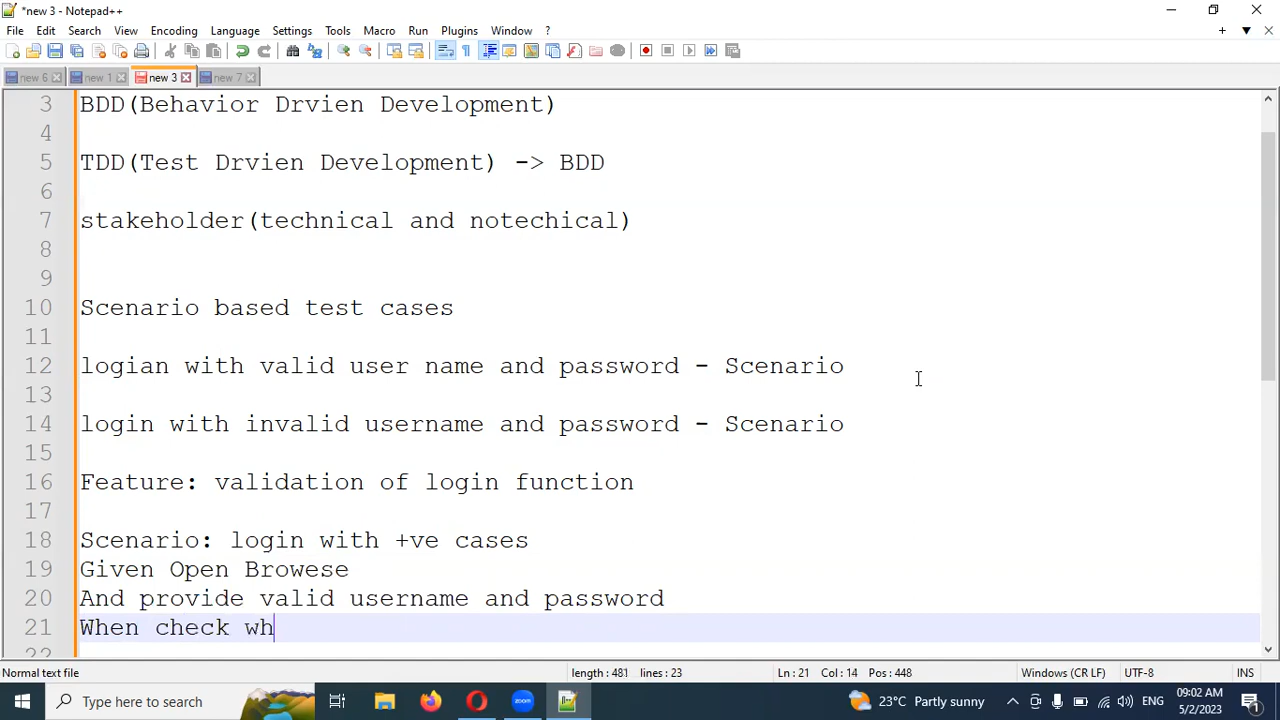 *new 3 - Notepad++
File Edit Search View Encoding Language Settings Tools Macro Run Plugins Window ?
new 6 new 1 new 3 new 7
3 BDD(Behavior Drvien Development)
4
5 TDD(Test Drvien Development) -> BDD
6
7 stakeholder(technical and notechical)
8
9
10 Scenario based test cases
11
12 logian with valid user name and password - Scenario
13
14 login with invalid username and password - Scenario
15
16 Feature: validation of login function
17
18 Scenario: login with +ve cases
19 Given Open Browese
20 And provide valid username and password
21 When check wh
22
Normal text file length : 481 lines : 23 Ln : 21 Col : 14 Pos : 448 Windows (CR LF) UTF-8 INS
Type here to search 23°C Partly sunny ENG 09:02 AM 5/2/2023 1
zoom